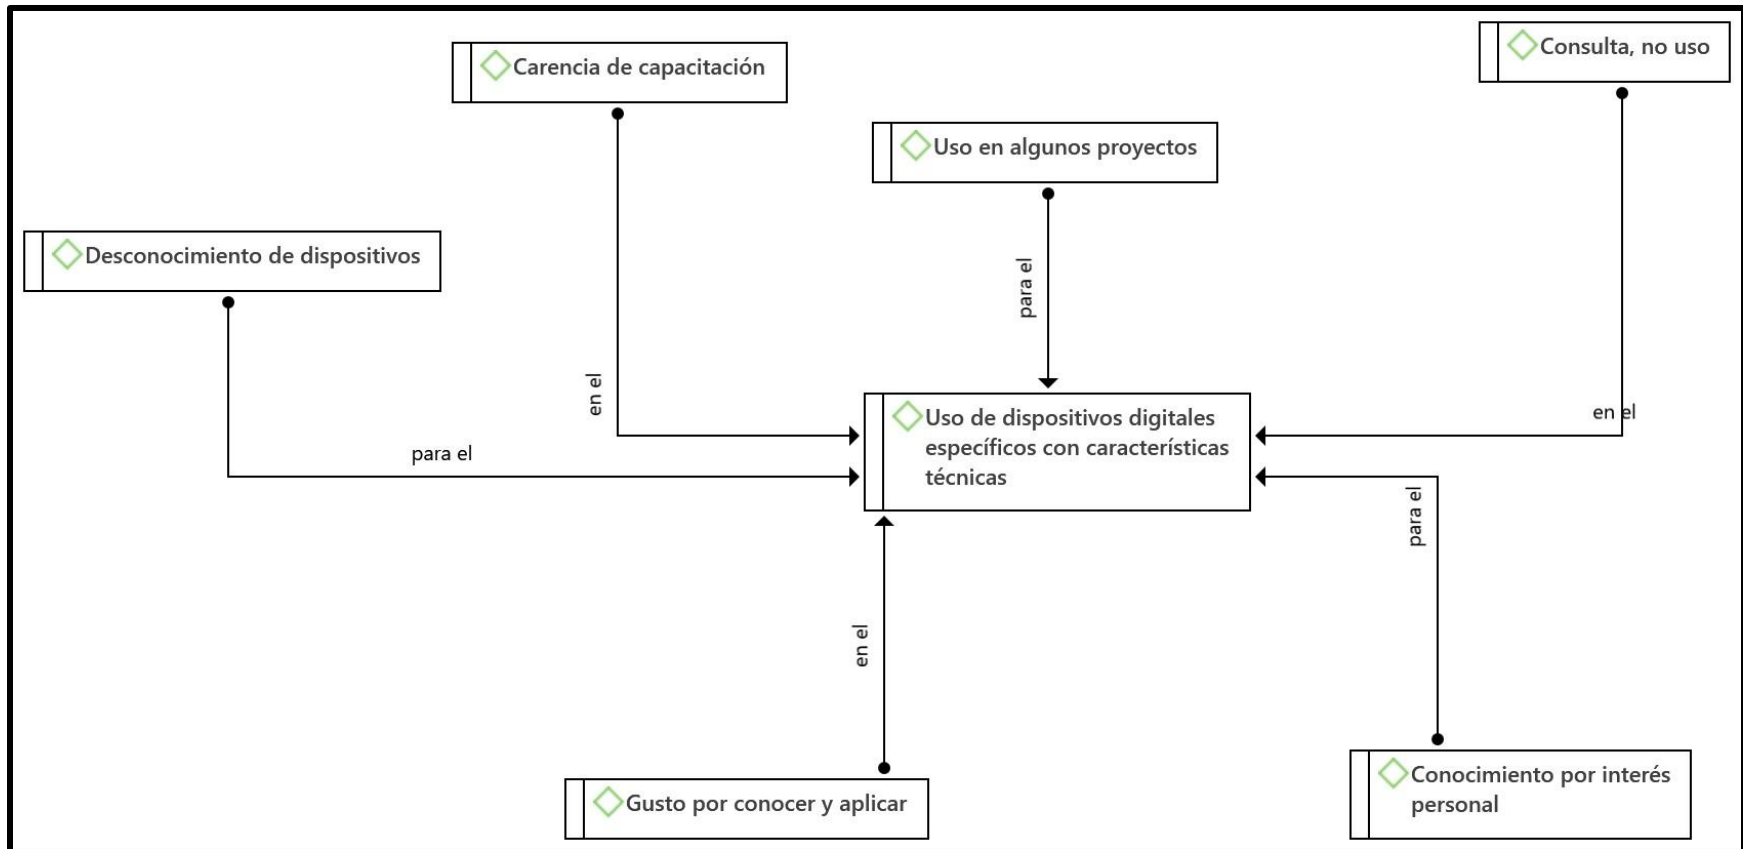 Consulta, no uso
Carencia de capacitación
Uso en algunos proyectos
Desconocimiento de dispositivos
para el
en el
en el
para el
Uso de dispositivos digitales
específicos con características
técnicas
para el
en el
Gusto por conocer y aplicar
Conocimiento por interés
personal